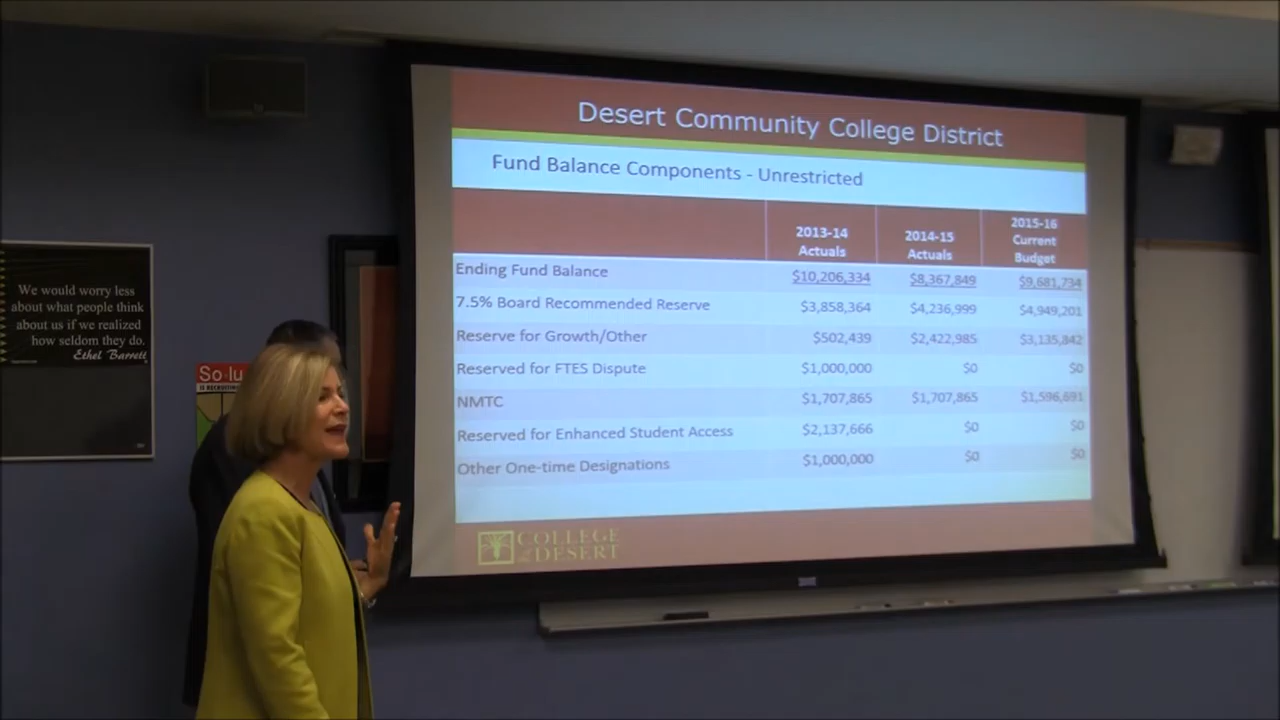 Desert Community College District
Fund Balance Components - Unrestricted
2013-14 Actuals 2014-15 Actuals 2015-16 Current Budget
Ending Fund Balance $10,206,334 $8,367,849 $9,681,734
7.5% Board Recommended Reserve $3,858,364 $4,236,999 $4,949,201
Reserve for Growth/Other $502,439 $2,422,985 $3,135,842
Reserved for FTES Dispute $1,000,000 $0 $0
NMTC $1,707,865 $1,707,865 $1,596,691
Reserved for Enhanced Student Access $2,137,666 $0 $0
Other One-time Designations $1,000,000 $0 $0
COLLEGE
of the DESERT
We would worry less
about what people think
about us if we realized
how seldom they do.
Ethel Barrett
So-lu